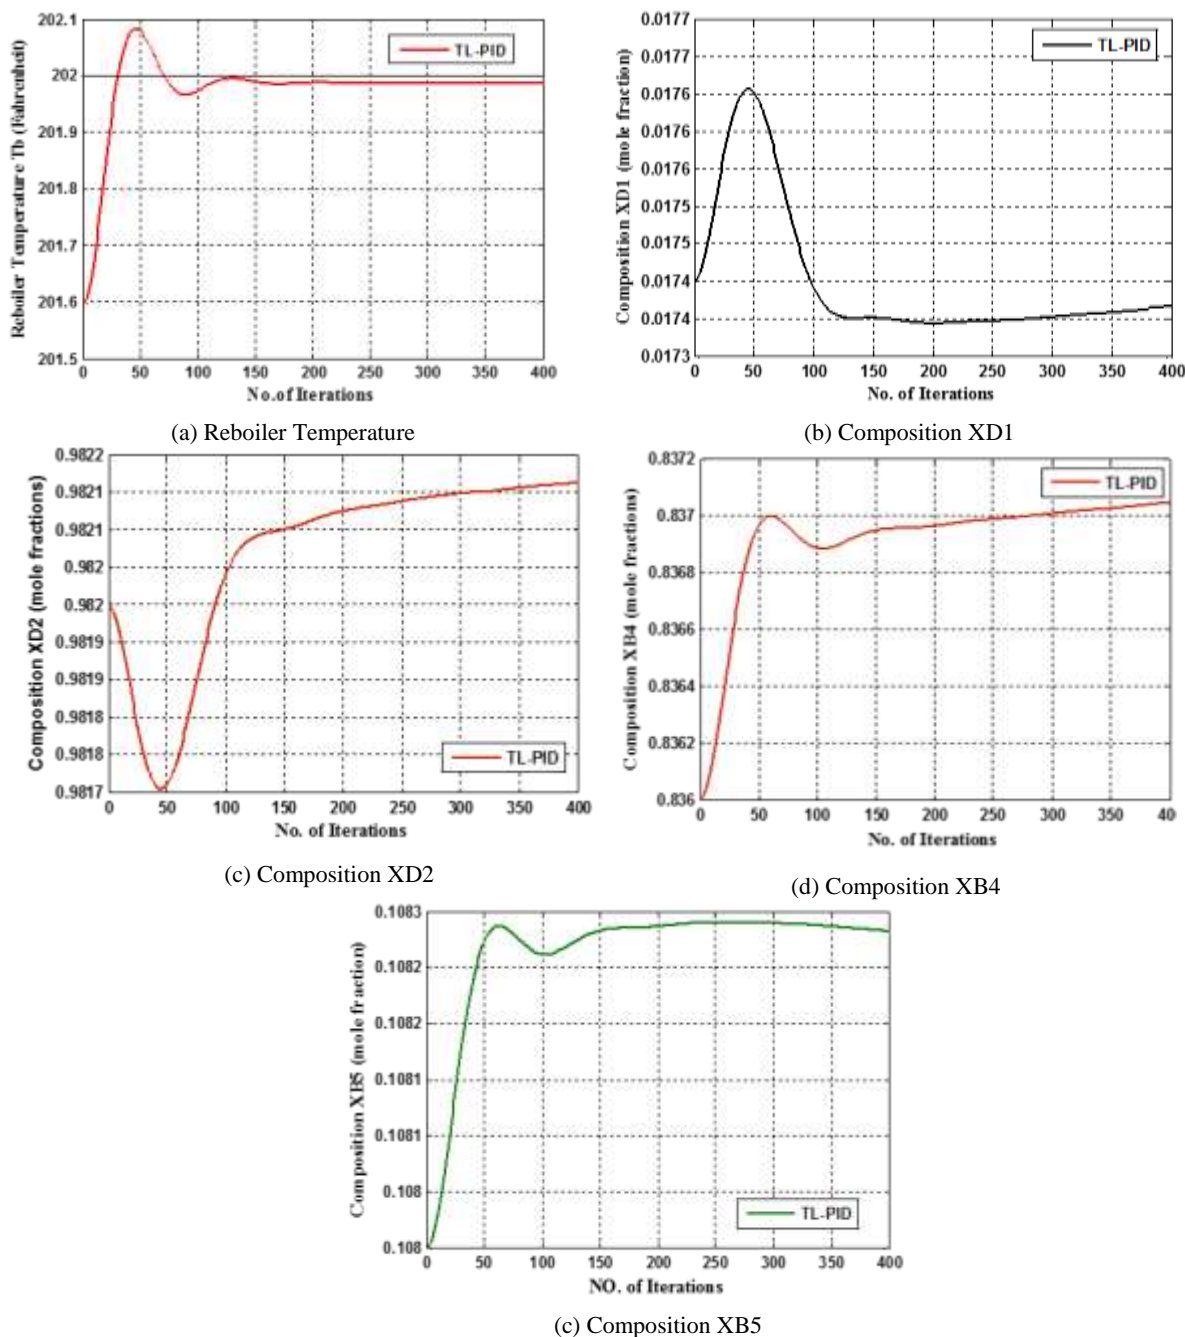 202.1
202
201.9
201.8
201.7
201.6
201.5
Reboiler Temperature Tb (Fahrenheit)
TL-PID
0 50 100 150 200 250 300 350 400
No.of Iterations
(a) Reboiler Temperature
0.0177
0.0177
0.0176
0.0176
0.0176
0.0175
0.0175
0.0174
0.0174
0.0173
Composition XD1 (mole fraction)
TL-PID
0 50 100 150 200 250 300 350 400
No. of Iterations
(b) Composition XD1
0.9822
0.9821
0.9821
0.982
0.982
0.9819
0.9819
0.9818
0.9818
0.9817
Composition XD2 (mole fractions)
TL-PID
0 50 100 150 200 250 300 350 400
No. of Iterations
(c) Composition XD2
0.8372
0.837
0.8368
0.8366
0.8364
0.8362
0.836
Composition XB4 (mole fractions)
TL-PID
0 50 100 150 200 250 300 350 40
No. of Iterations
(d) Composition XB4
0.1083
0.1082
0.1082
0.1081
0.1081
0.108
0.108
Composition XB5 (mole fraction)
TL-PID
0 50 100 150 200 250 300 350 400
NO. of Iterations
(c) Composition XB5